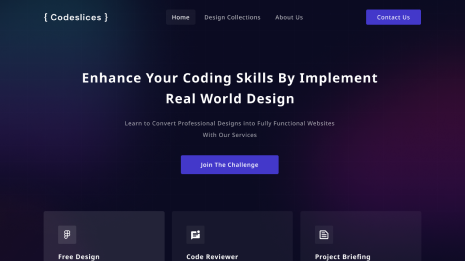 { Codeslices }
Home
Design Collections
About Us
Contact Us
Enhance Your Coding Skills By Implement
Real World Design
Learn to Convert Professional Designs Into Fully Functional Websites
With Our Services
Join The Challenge
Free Design
Code Reviewer
Project Briefing